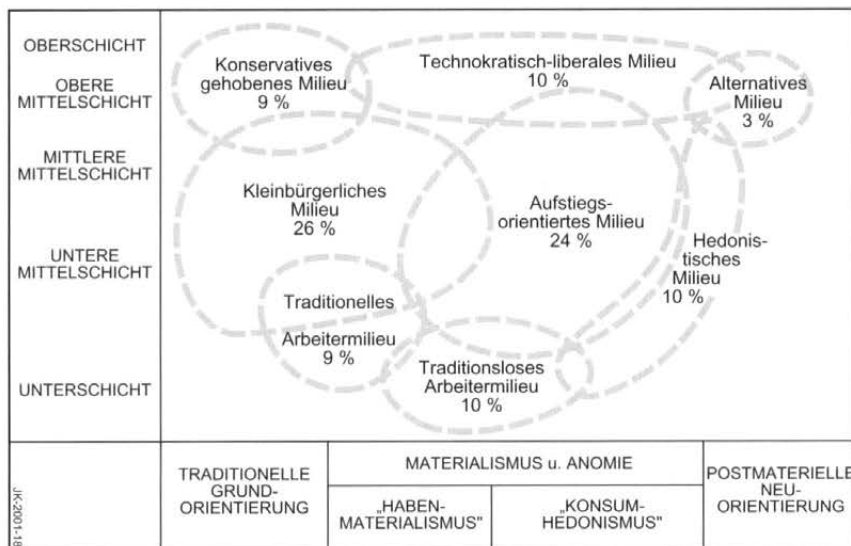 OBERSCHICHT
OBERE
MITTELSCHICHT
MITTLERE
MITTELSCHICHT
UNTERE
MITTELSCHICHT
UNTERSCHICHT
Konservatives
gehobenes Milieu
9 %
Technokratisch-liberales Milieu
10 %
Alternatives
Milieu
3 %
Kleinbürgerliches
Milieu
26 %
Aufstiegs-
orientiertes Milieu
24 %
Hedonis-
tisches
Milieu
10 %
Traditionelles
Arbeitermilieu
9 %
Traditionsloses
Arbeitermilieu
10 %
TRADITIONELLE
GRUND-
ORIENTIERUNG
MATERIALISMUS u. ANOMIE
„HABEN-
MATERIALISMUS"
„KONSUM-
HEDONISMUS"
POSTMATERIELLE
NEU-
ORIENTIERUNG
JK-2001-18